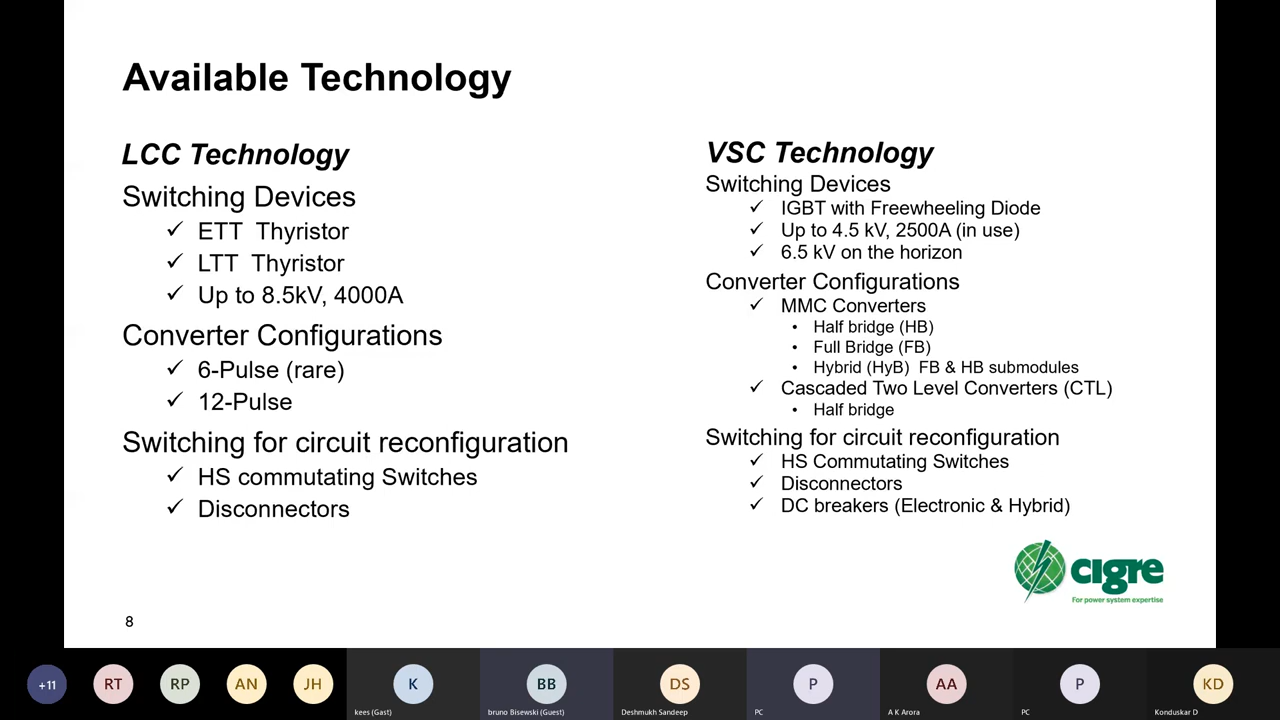 Available Technology
LCC Technology
Switching Devices
✓ ETT Thyristor
✓ LTT Thyristor
✓ Up to 8.5kV, 4000A
Converter Configurations
✓ 6-Pulse (rare)
✓ 12-Pulse
Switching for circuit reconfiguration
✓ HS commutating Switches
✓ Disconnectors
VSC Technology
Switching Devices
✓ IGBT with Freewheeling Diode
✓ Up to 4.5 kV, 2500A (in use)
✓ 6.5 kV on the horizon
Converter Configurations
✓ MMC Converters
• Half bridge (HB)
• Full Bridge (FB)
• Hybrid (HyB) FB & HB submodules
✓ Cascaded Two Level Converters (CTL)
• Half bridge
Switching for circuit reconfiguration
✓ HS Commutating Switches
✓ Disconnectors
✓ DC breakers (Electronic & Hybrid)
cigre
For power system expertise
8
+11
RT
RP
AN
JH
K
kees (Gast)
BB
bruno Bisewski (Guest)
DS
Deshmukh Sandeep
P
PC
AA
A K Arora
P
PC
KD
Konduskar D